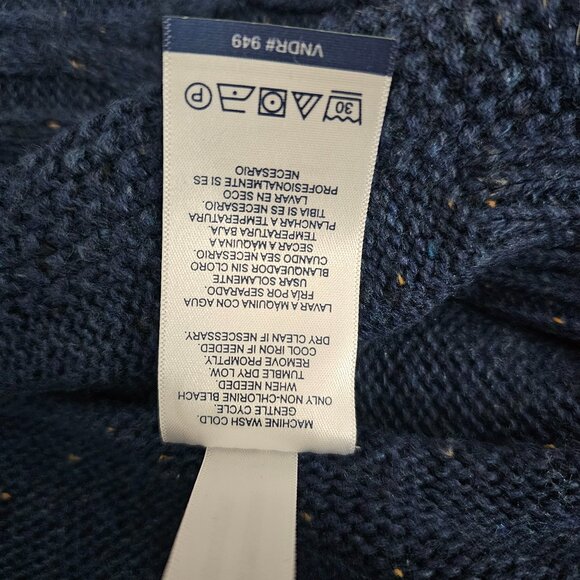 MACHINE WASH COLD.
GENTLE CYCLE.
ONLY NON-CHLORINE BLEACH
WHEN NEEDED.
TUMBLE DRY LOW.
REMOVE PROMPTLY.
COOL IRON IF NEEDED.
DRY CLEAN IF NESCESSARY.
LAVAR A MÁQUINA CON AGUA
FRÍA POR SEPARADO.
USAR SOLAMENTE
BLANQUEADOR SIN CLORO
CUANDO SEA NECESARIO.
SECAR A MÁQUINA A
TEMPERATURA BAJA.
PLANCHAR A TEMPERATURA
TIBIA SI ES NECESARIO.
LAVAR EN SECO
PROFESIONALMENTE SI ES
NECESARIO
30 P
VNDR# 949